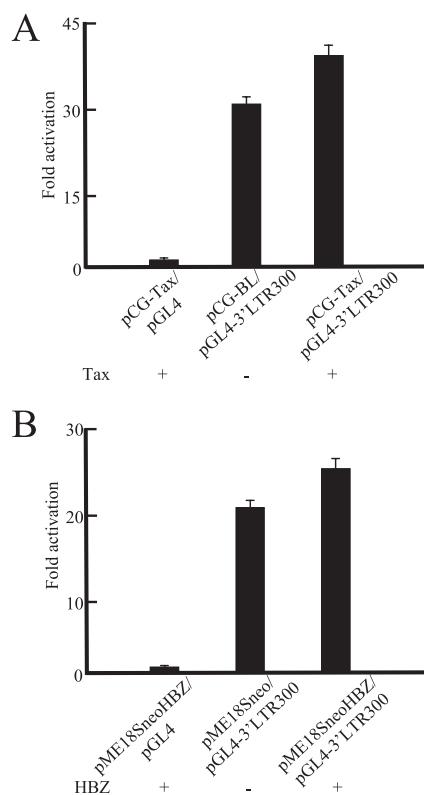 A
45
30
15
0
Fold activation
pCG-Tax/
pGL4
pCG-BL/
pGL4-3'LTR300
pCG-Tax/
pGL4-3'LTR300
Tax + - +
B
30
20
10
0
Fold activation
pME18SneoHBZ/
pGL4
pME18Sneo/
pGL4-3'LTR300
pME18SneoHBZ/
pGL4-3'LTR300
HBZ + - +